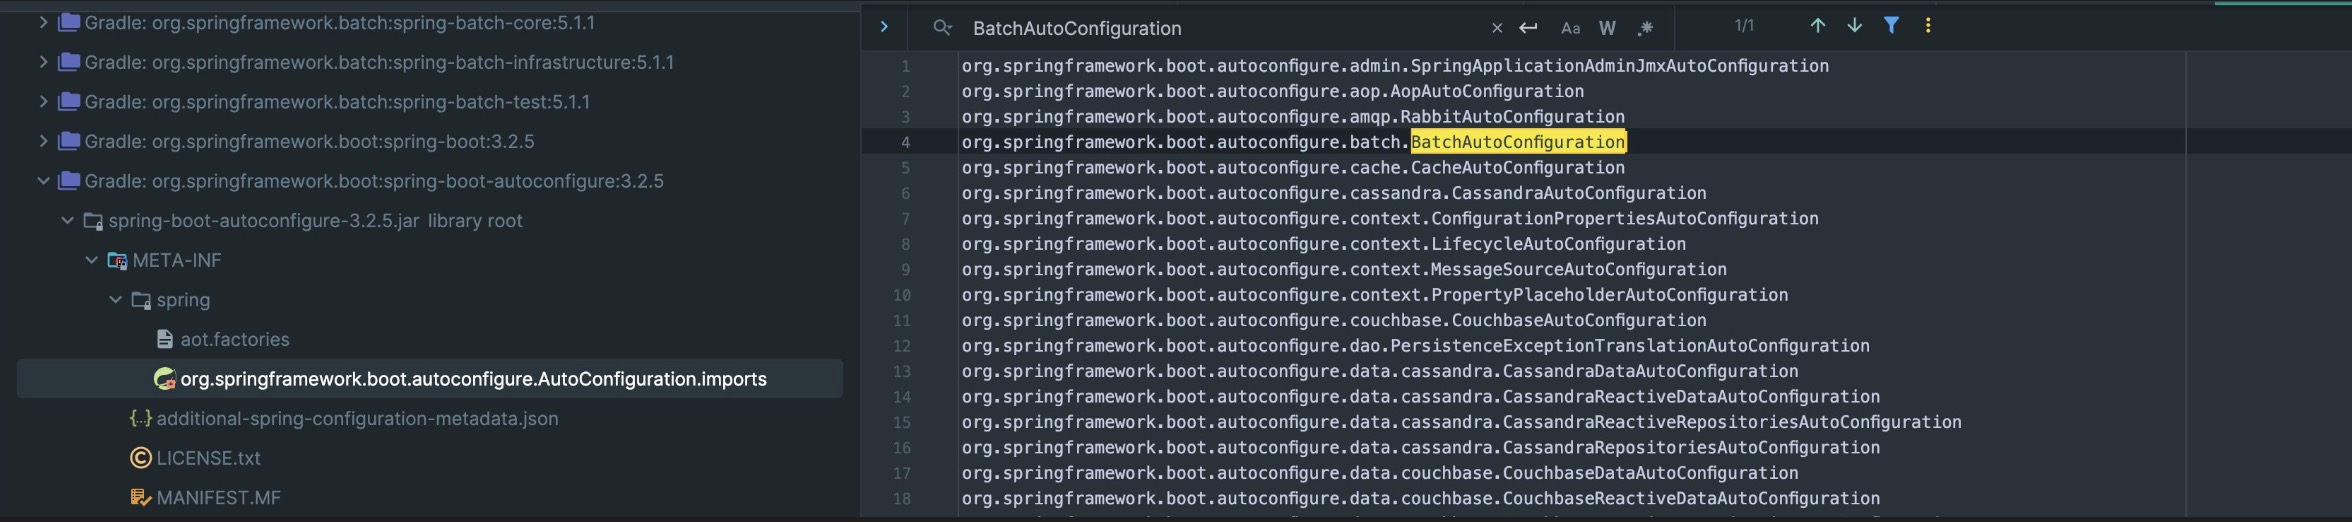 Gradle: org.springframework.batch:spring-batch-core:5.1.1
Gradle: org.springframework.batch:spring-batch-infrastructure:5.1.1
Gradle: org.springframework.batch:spring-batch-test:5.1.1
Gradle: org.springframework.boot:spring-boot:3.2.5
Gradle: org.springframework.boot:spring-boot-autoconfigure:3.2.5
spring-boot-autoconfigure-3.2.5.jar library root
META-INF
spring
aot.factories
org.springframework.boot.autoconfigure.AutoConfiguration.imports
additional-spring-configuration-metadata.json
LICENSE.txt
MANIFEST.MF
BatchAutoConfiguration Aa W .* 1/1
1 org.springframework.boot.autoconfigure.admin.SpringApplicationAdminJmxAutoConfiguration
2 org.springframework.boot.autoconfigure.aop.AopAutoConfiguration
3 org.springframework.boot.autoconfigure.amqp.RabbitAutoConfiguration
4 org.springframework.boot.autoconfigure.batch.BatchAutoConfiguration
5 org.springframework.boot.autoconfigure.cache.CacheAutoConfiguration
6 org.springframework.boot.autoconfigure.cassandra.CassandraAutoConfiguration
7 org.springframework.boot.autoconfigure.context.ConfigurationPropertiesAutoConfiguration
8 org.springframework.boot.autoconfigure.context.LifecycleAutoConfiguration
9 org.springframework.boot.autoconfigure.context.MessageSourceAutoConfiguration
10 org.springframework.boot.autoconfigure.context.PropertyPlaceholderAutoConfiguration
11 org.springframework.boot.autoconfigure.couchbase.CouchbaseAutoConfiguration
12 org.springframework.boot.autoconfigure.dao.PersistenceExceptionTranslationAutoConfiguration
13 org.springframework.boot.autoconfigure.data.cassandra.CassandraDataAutoConfiguration
14 org.springframework.boot.autoconfigure.data.cassandra.CassandraReactiveDataAutoConfiguration
15 org.springframework.boot.autoconfigure.data.cassandra.CassandraReactiveRepositoriesAutoConfiguration
16 org.springframework.boot.autoconfigure.data.cassandra.CassandraRepositoriesAutoConfiguration
17 org.springframework.boot.autoconfigure.data.couchbase.CouchbaseDataAutoConfiguration
18 org.springframework.boot.autoconfigure.data.couchbase.CouchbaseReactiveDataAutoConfiguration